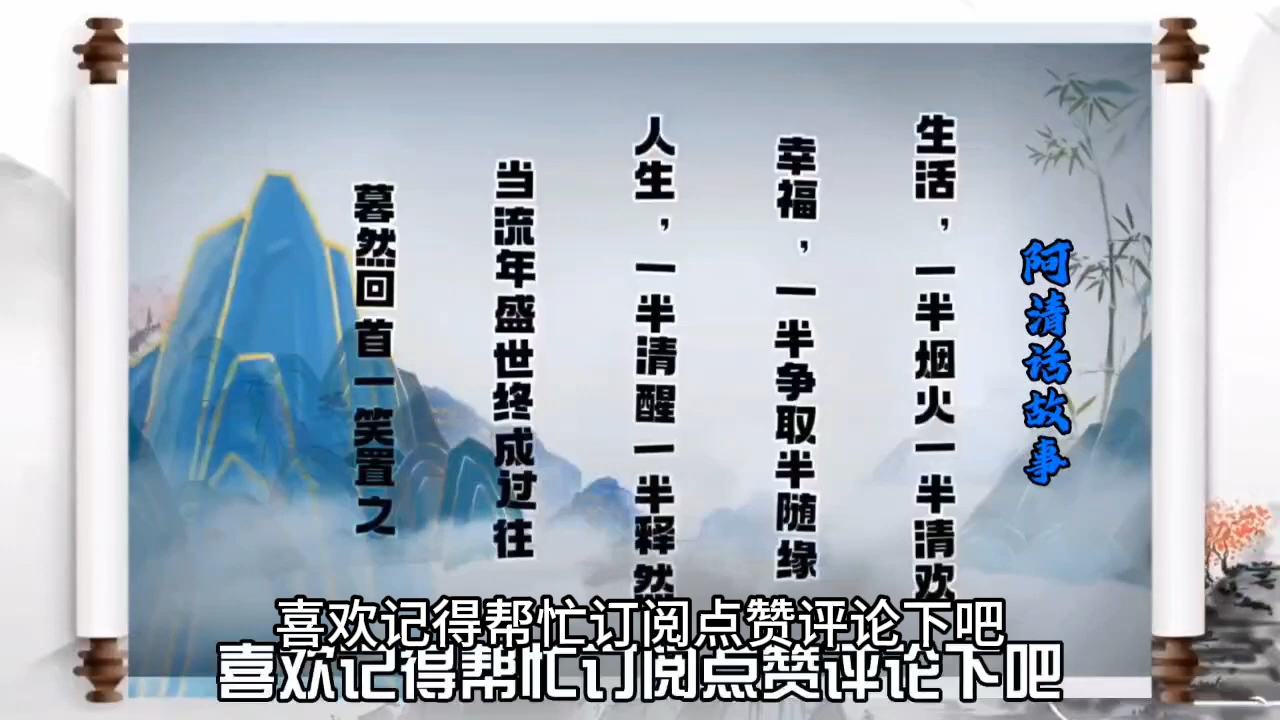 阿清话故事
生活，一半烟火一半清欢
幸福，一半争取半随缘
人生，一半清醒一半释然
当流年盛世终成过往
暮然回首一笑置之
喜欢记得帮忙订阅点赞评论下吧
喜欢记得帮忙订阅点赞评论下吧